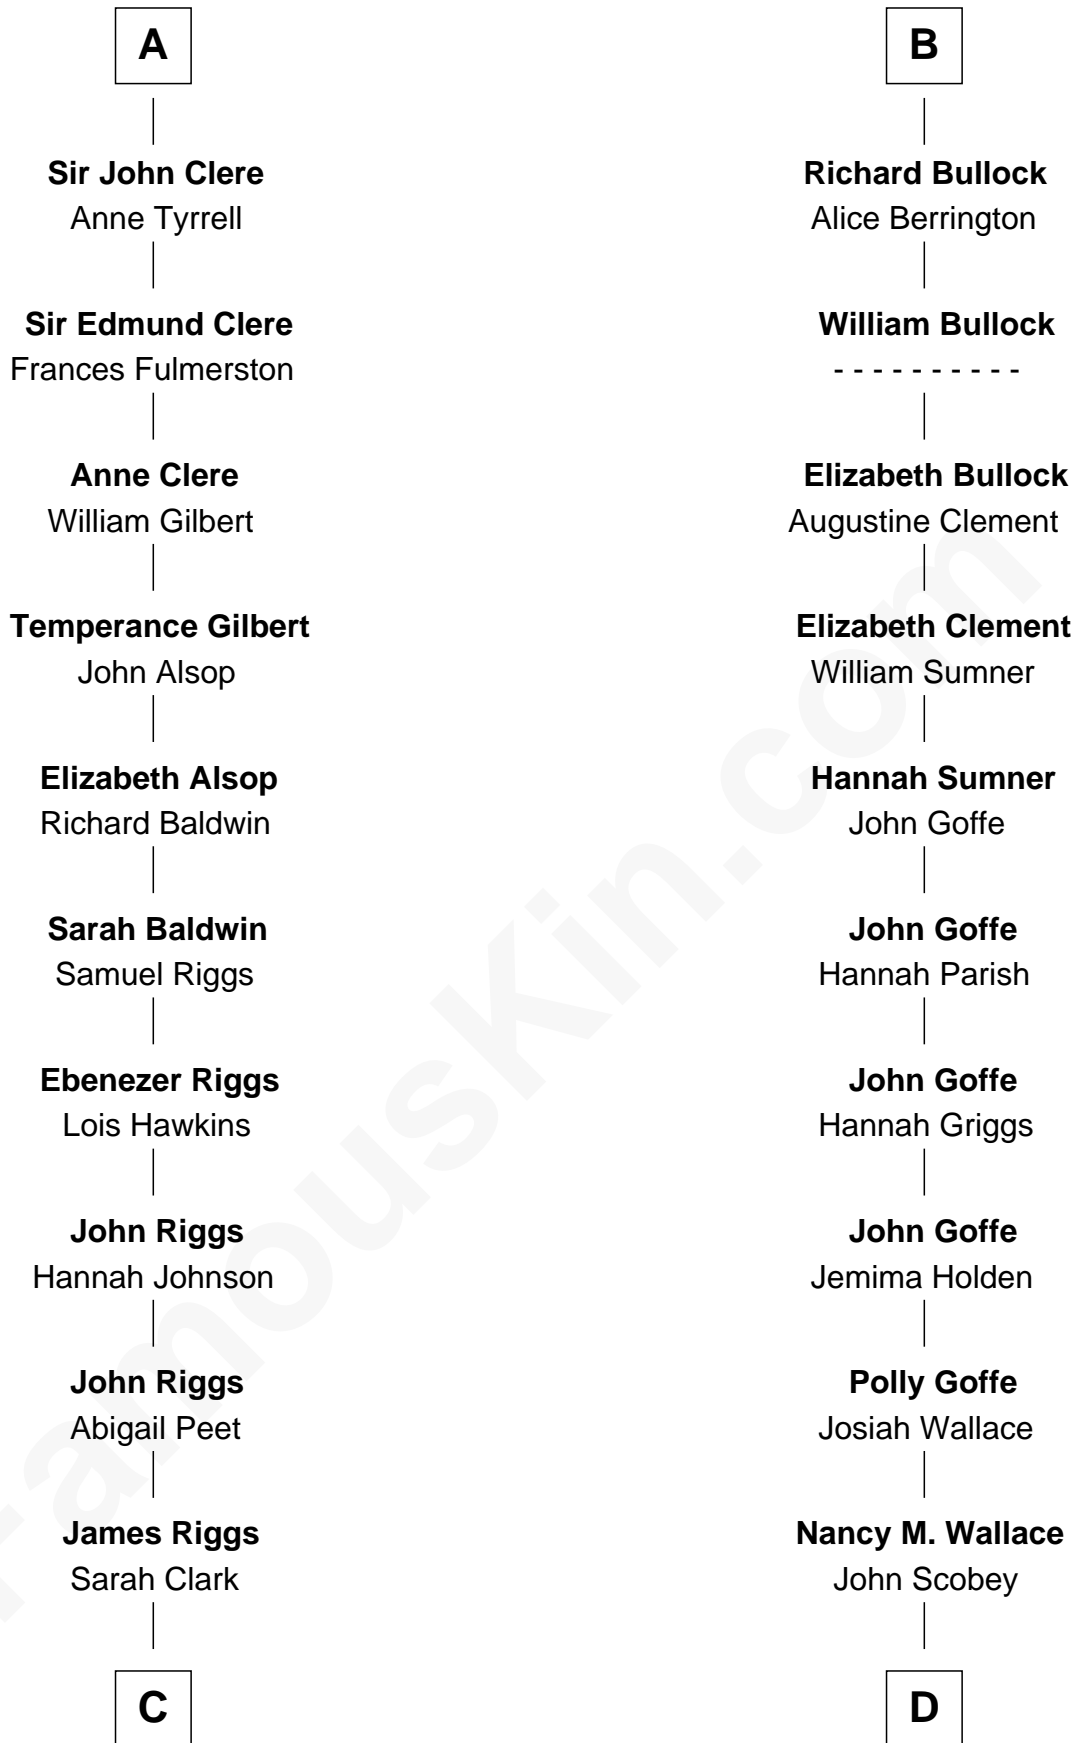 A
Sir John Clere
Anne Tyrrell
Sir Edmund Clere
Frances Fulmerston
Anne Clere
William Gilbert
Temperance Gilbert
John Alsop
Elizabeth Alsop
Richard Baldwin
Sarah Baldwin
Samuel Riggs
Ebenezer Riggs
Lois Hawkins
John Riggs
Hannah Johnson
John Riggs
Abigail Peet
James Riggs
Sarah Clark
C
B
Richard Bullock
Alice Berrington
William Bullock
- - - - - - - - - -
Elizabeth Bullock
Augustine Clement
Elizabeth Clement
William Sumner
Hannah Sumner
John Goffe
John Goffe
Hannah Parish
John Goffe
Hannah Griggs
John Goffe
Jemima Holden
Polly Goffe
Josiah Wallace
Nancy M. Wallace
John Scobey
D
FamousKin.com